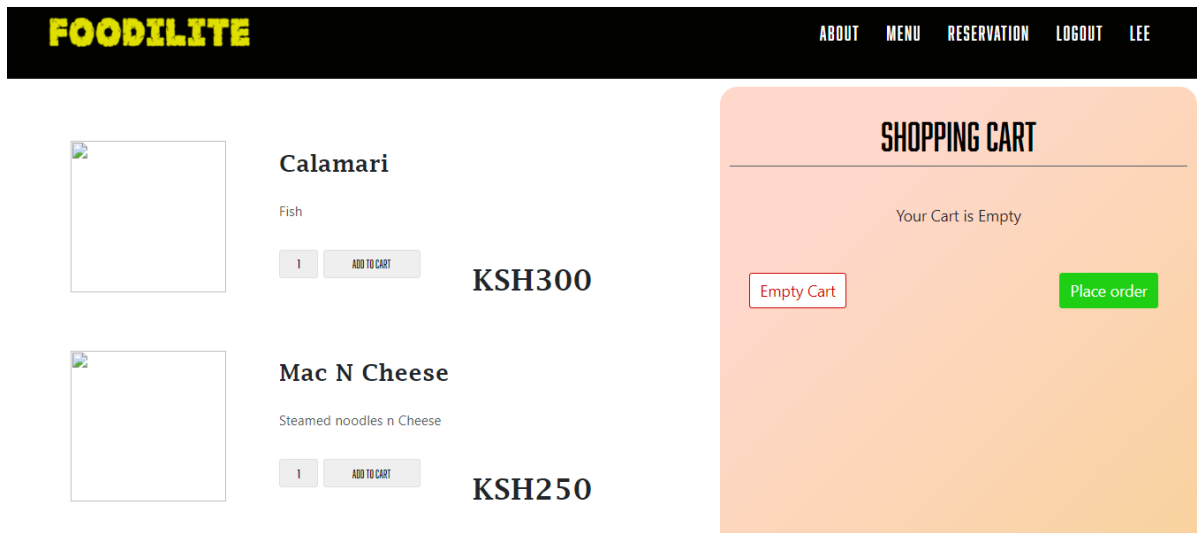 FOODILITE
ABOUT MENU RESERVATION LOGOUT LEE
Calamari
Fish
1 ADD TO CART
KSH300
Mac N Cheese
Steamed noodles n Cheese
1 ADD TO CART
KSH250
SHOPPING CART
Your Cart is Empty
Empty Cart Place order